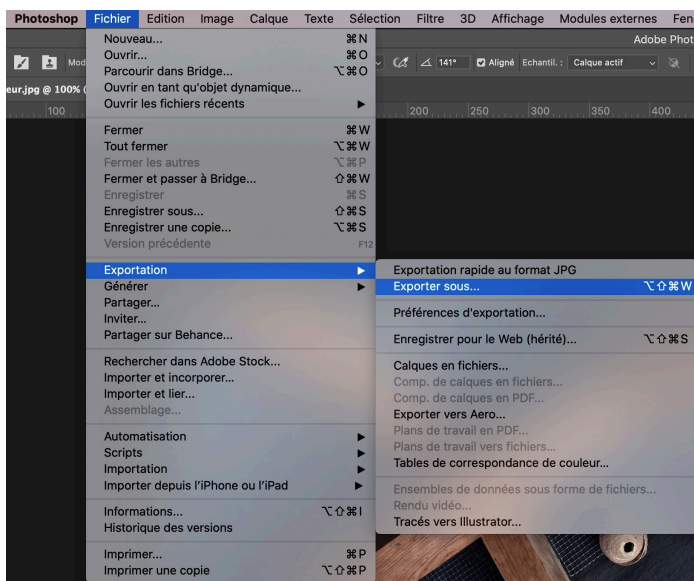 Photoshop Fichier Edition Image Calque Texte Sélection Filtre 3D Affichage Modules externes Fen
Adobe Phot
Mod
141° Aligné Echantil. : Calque actif
eur.jpg @ 100% (
100 200 250 300 350 400
Nouveau... ⌘N
Ouvrir... ⌘O
Parcourir dans Bridge... ⌥⌘O
Ouvrir en tant qu'objet dynamique...
Ouvrir les fichiers récents
Fermer ⌘W
Tout fermer ⌥⌘W
Fermer les autres ⌥⌘P
Fermer et passer à Bridge... ⇧⌘W
Enregistrer ⌘S
Enregistrer sous... ⇧⌘S
Enregistrer une copie... ⌥⌘S
Version précédente F12
Exportation
Générer
Partager...
Inviter...
Partager sur Behance...
Rechercher dans Adobe Stock...
Importer et incorporer...
Importer et lier...
Assemblage...
Automatisation
Scripts
Importation
Importer depuis l'iPhone ou l'iPad
Informations... ⌥⇧⌘I
Historique des versions
Imprimer... ⌘P
Imprimer une copie ⌥⇧⌘P
Exportation rapide au format JPG
Exporter sous... ⌥⇧⌘W
Préférences d'exportation...
Enregistrer pour le Web (hérité)... ⌥⇧⌘S
Calques en fichiers...
Comp. de calques en fichiers...
Comp. de calques en PDF...
Exporter vers Aero...
Plans de travail en PDF...
Plans de travail vers fichiers...
Tables de correspondance de couleur...
Ensembles de données sous forme de fichiers...
Rendu vidéo...
Tracés vers Illustrator...